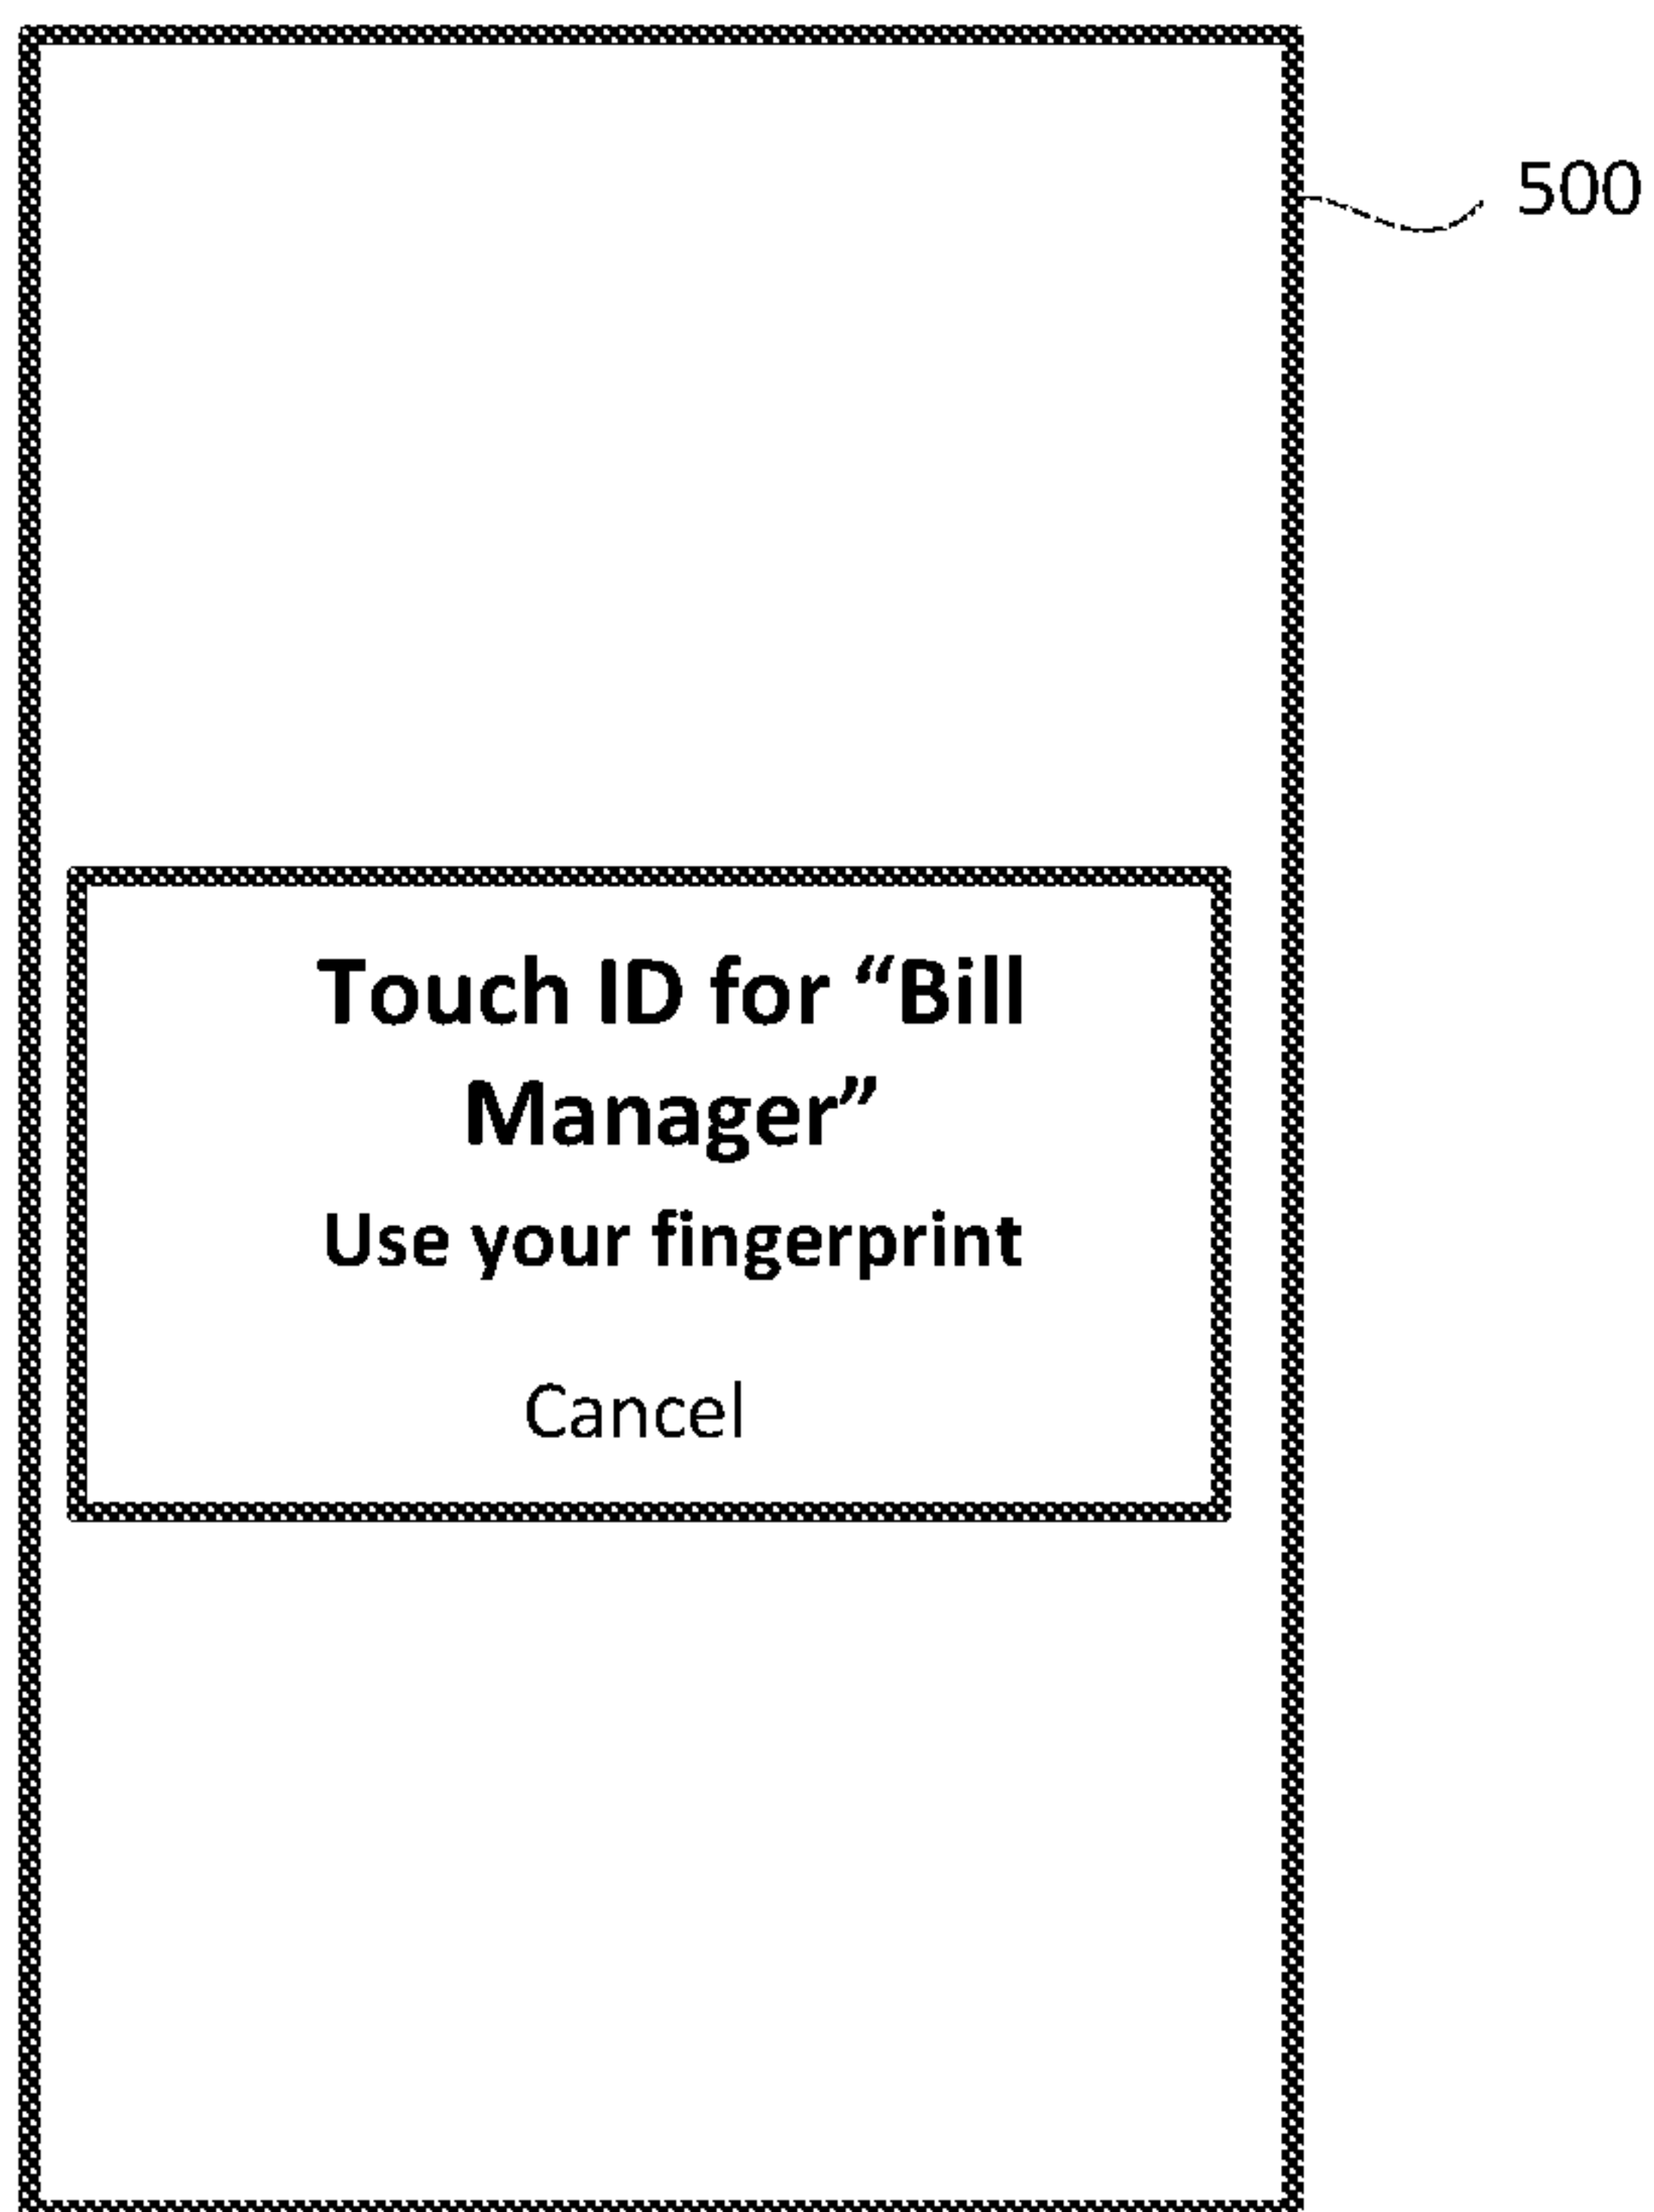 500
Touch ID for “Bill
Manager”
Use your fingerprint
Cancel